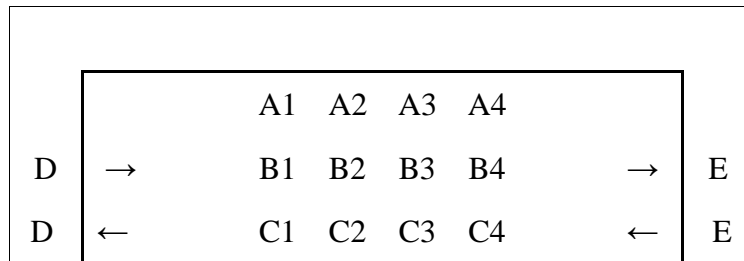 A1 A2 A3 A4
D → B1 B2 B3 B4 → E
D ← C1 C2 C3 C4 ← E